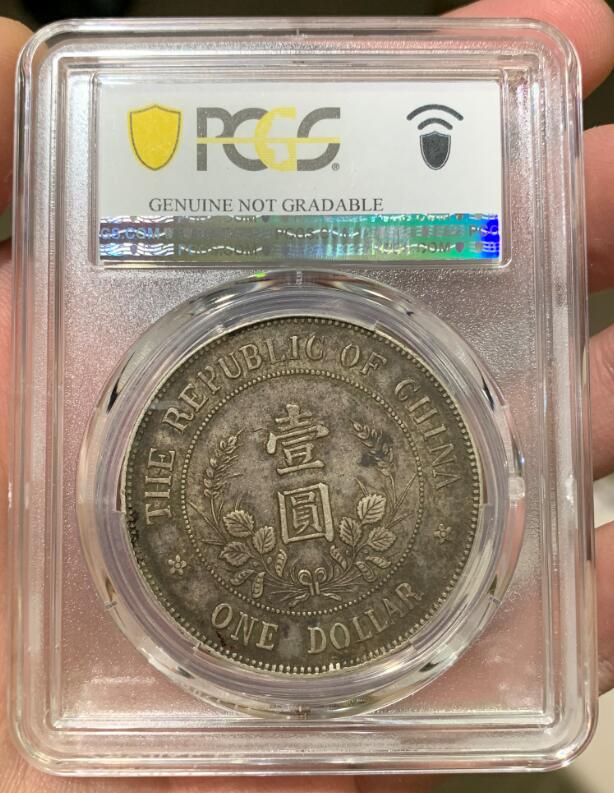 PCGS
GENUINE NOT GRADABLE
THE REPUBLIC OF CHINA
壹
圓
ONE DOLLAR